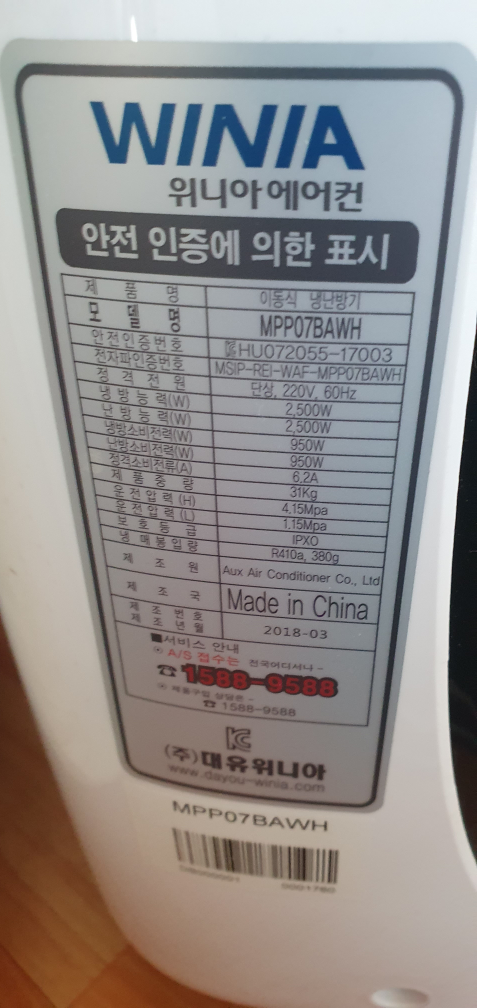 WINIA
위니아에어컨
안전 인증에 의한 표시
제 품 명 이동식 냉난방기
모 델 명 MPP07BAWH
안전인증번호 HU072055-17003
전자파인증번호 MSIP-REI-WAF-MPP07BAWH
정 격 전 원 단상, 220V, 60Hz
냉방능력(W) 2,500W
난방능력(W) 2,500W
냉방소비전력(W) 950W
난방소비전력(W) 950W
정격소비전류(A) 6.2A
제 품 중 량 31Kg
운전압력(H) 4.15Mpa
운전압력(L) 1.15Mpa
보 호 등 급 IPX0
냉 매 봉 입 량 R410a, 380g
제 조 원 Aux Air Conditioner Co., Ltd
제 조 국 Made in China
제 조 번 호
제 조 년 월 2018-03
■서비스 안내
A/S 접수는 전국어디서나 -
☎ 1588-9588
제품구입 상담은 -
☎ 1588-9588
(주)대유위니아
www.dayou-winia.com
MPP07BAWH